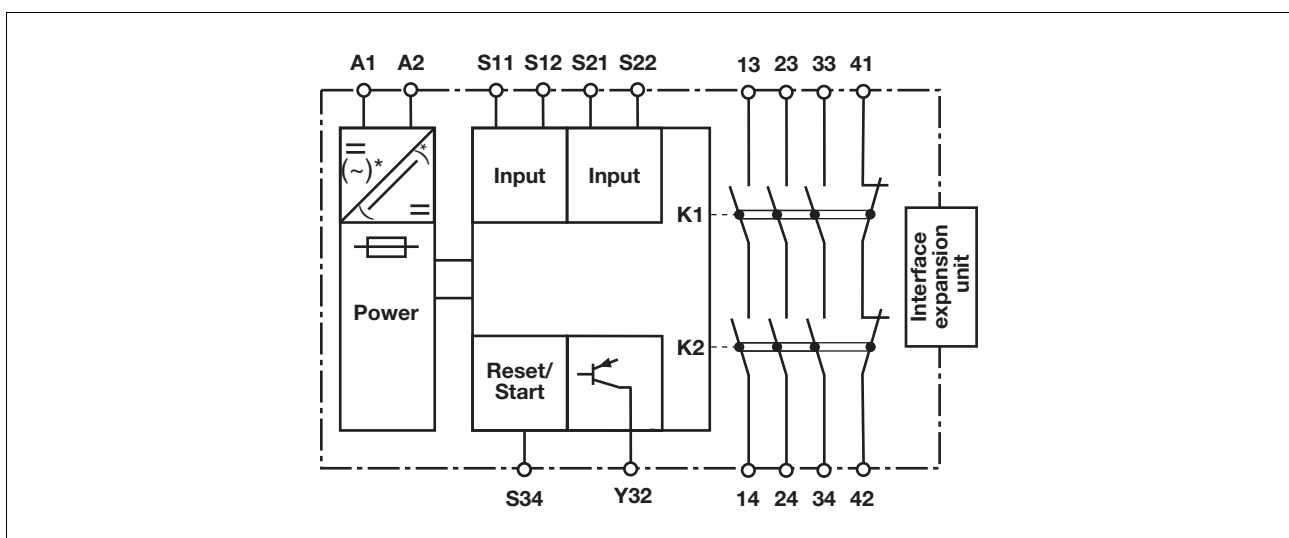 A1 A2 S11 S12 S21 S22 13 23 33 41
= (~)* * =
Input Input
K1
Power
Interface
expansion
unit
K2
Reset/
Start
S34 Y32 14 24 34 42